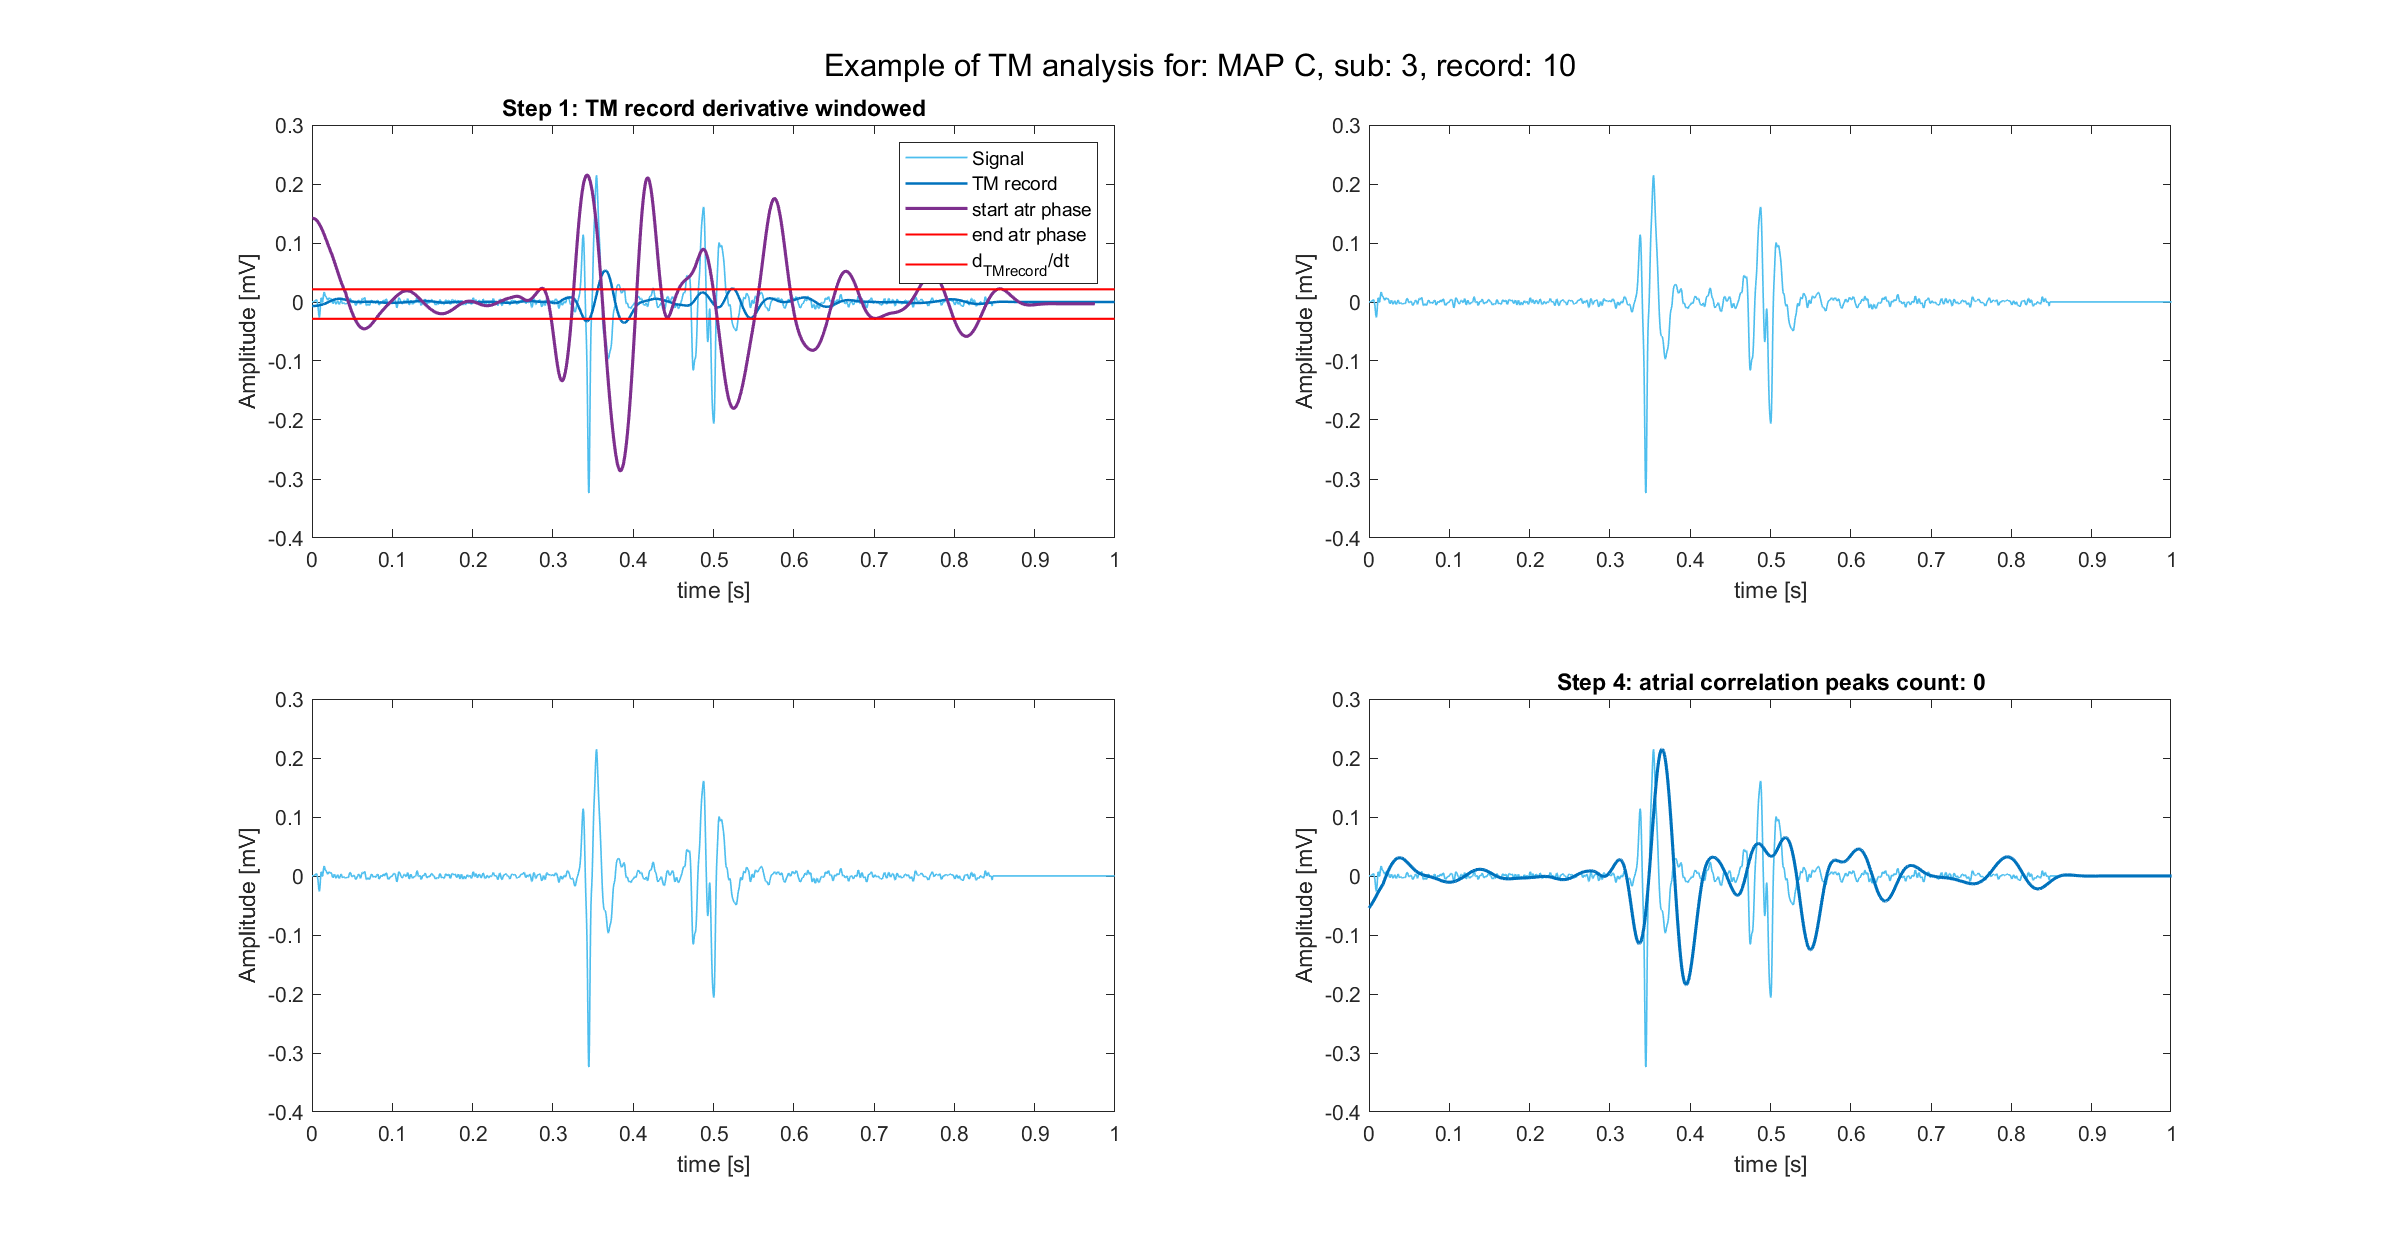 Example of TM analysis for: MAP C, sub: 3, record: 10
Step 1: TM record derivative windowed
0.3
0.2
0.1
0
-0.1
-0.2
-0.3
-0.4
Amplitude [mV]
0 0.1 0.2 0.3 0.4 0.5 0.6 0.7 0.8 0.9 1
time [s]
Signal
TM record
start atr phase
end atr phase
d_TMrecord/dt
0.3
0.2
0.1
0
-0.1
-0.2
-0.3
-0.4
Amplitude [mV]
0 0.1 0.2 0.3 0.4 0.5 0.6 0.7 0.8 0.9 1
time [s]
0.3
0.2
0.1
0
-0.1
-0.2
-0.3
-0.4
Amplitude [mV]
0 0.1 0.2 0.3 0.4 0.5 0.6 0.7 0.8 0.9 1
time [s]
Step 4: atrial correlation peaks count: 0
0.3
0.2
0.1
0
-0.1
-0.2
-0.3
-0.4
Amplitude [mV]
0 0.1 0.2 0.3 0.4 0.5 0.6 0.7 0.8 0.9 1
time [s]